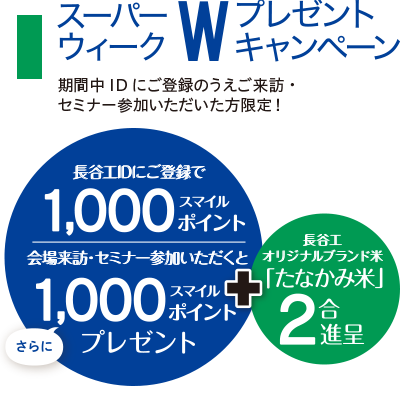 スーパー
ウィーク
W
プレゼント
キャンペーン
期間中IDにご登録のうえご来訪・
セミナー参加いただいた方限定！
長谷工IDにご登録で
1,000スマイル
ポイント
会場来訪・セミナー参加いただくと
1,000スマイル
ポイント
さらに
プレゼント
+
長谷工
オリジナルブランド米
「たなかみ米」
2合
進呈